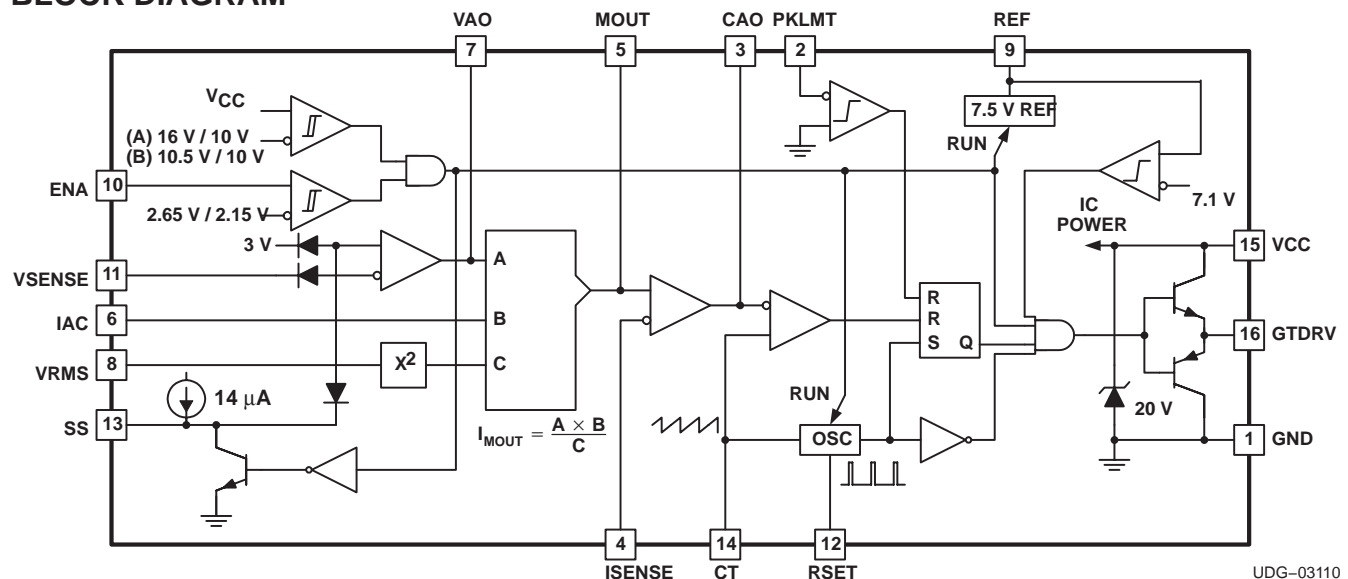 BLOCK DIAGRAM
VAO MOUT CAO PKLMT REF
7 5 3 2 9
VCC
(A) 16 V / 10 V
(B) 10.5 V / 10 V
7.5 V REF
RUN
10 ENA
2.65 V / 2.15 V
7.1 V
IC
POWER
3 V
15 VCC
11 VSENSE
A
6 IAC
B
R
R
S Q
16 GTDRV
8 VRMS
X2
C
14 μA
RUN
20 V
13 SS
IMOUT = A × B / C
OSC
1 GND
4 14 12
ISENSE CT RSET
UDG–03110